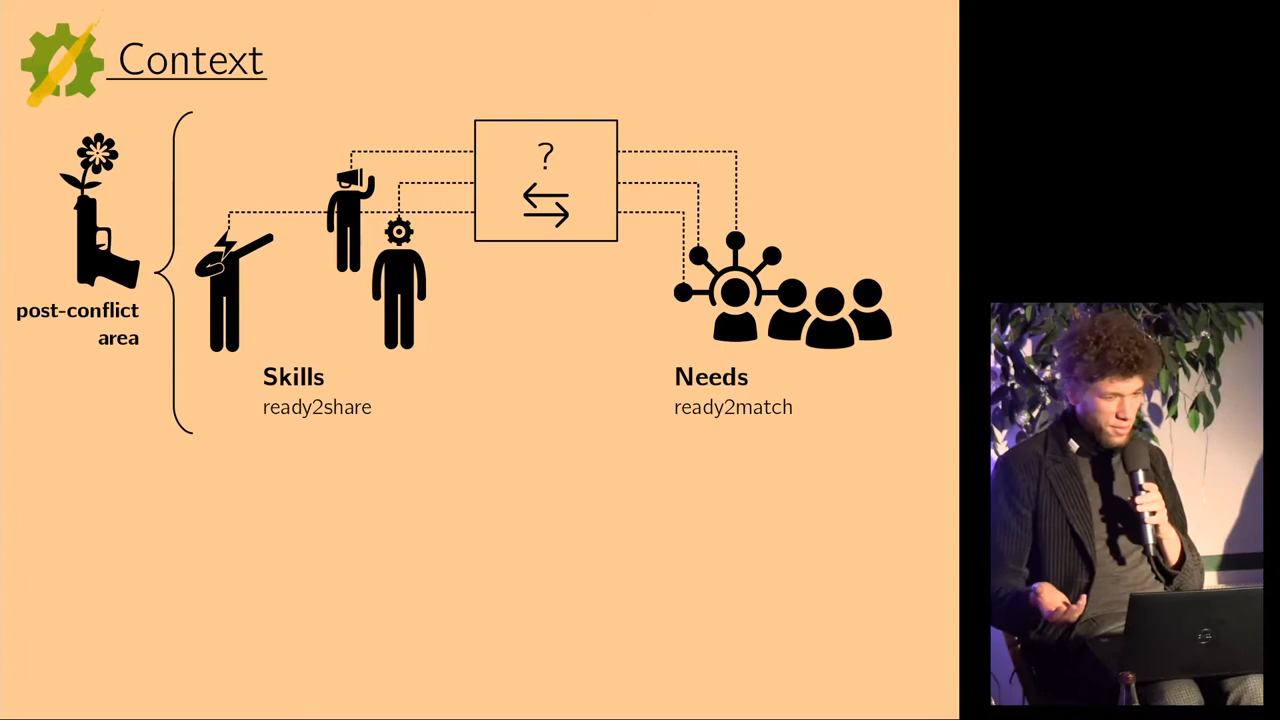 Context
?
post-conflict
area
Skills
ready2share
Needs
ready2match